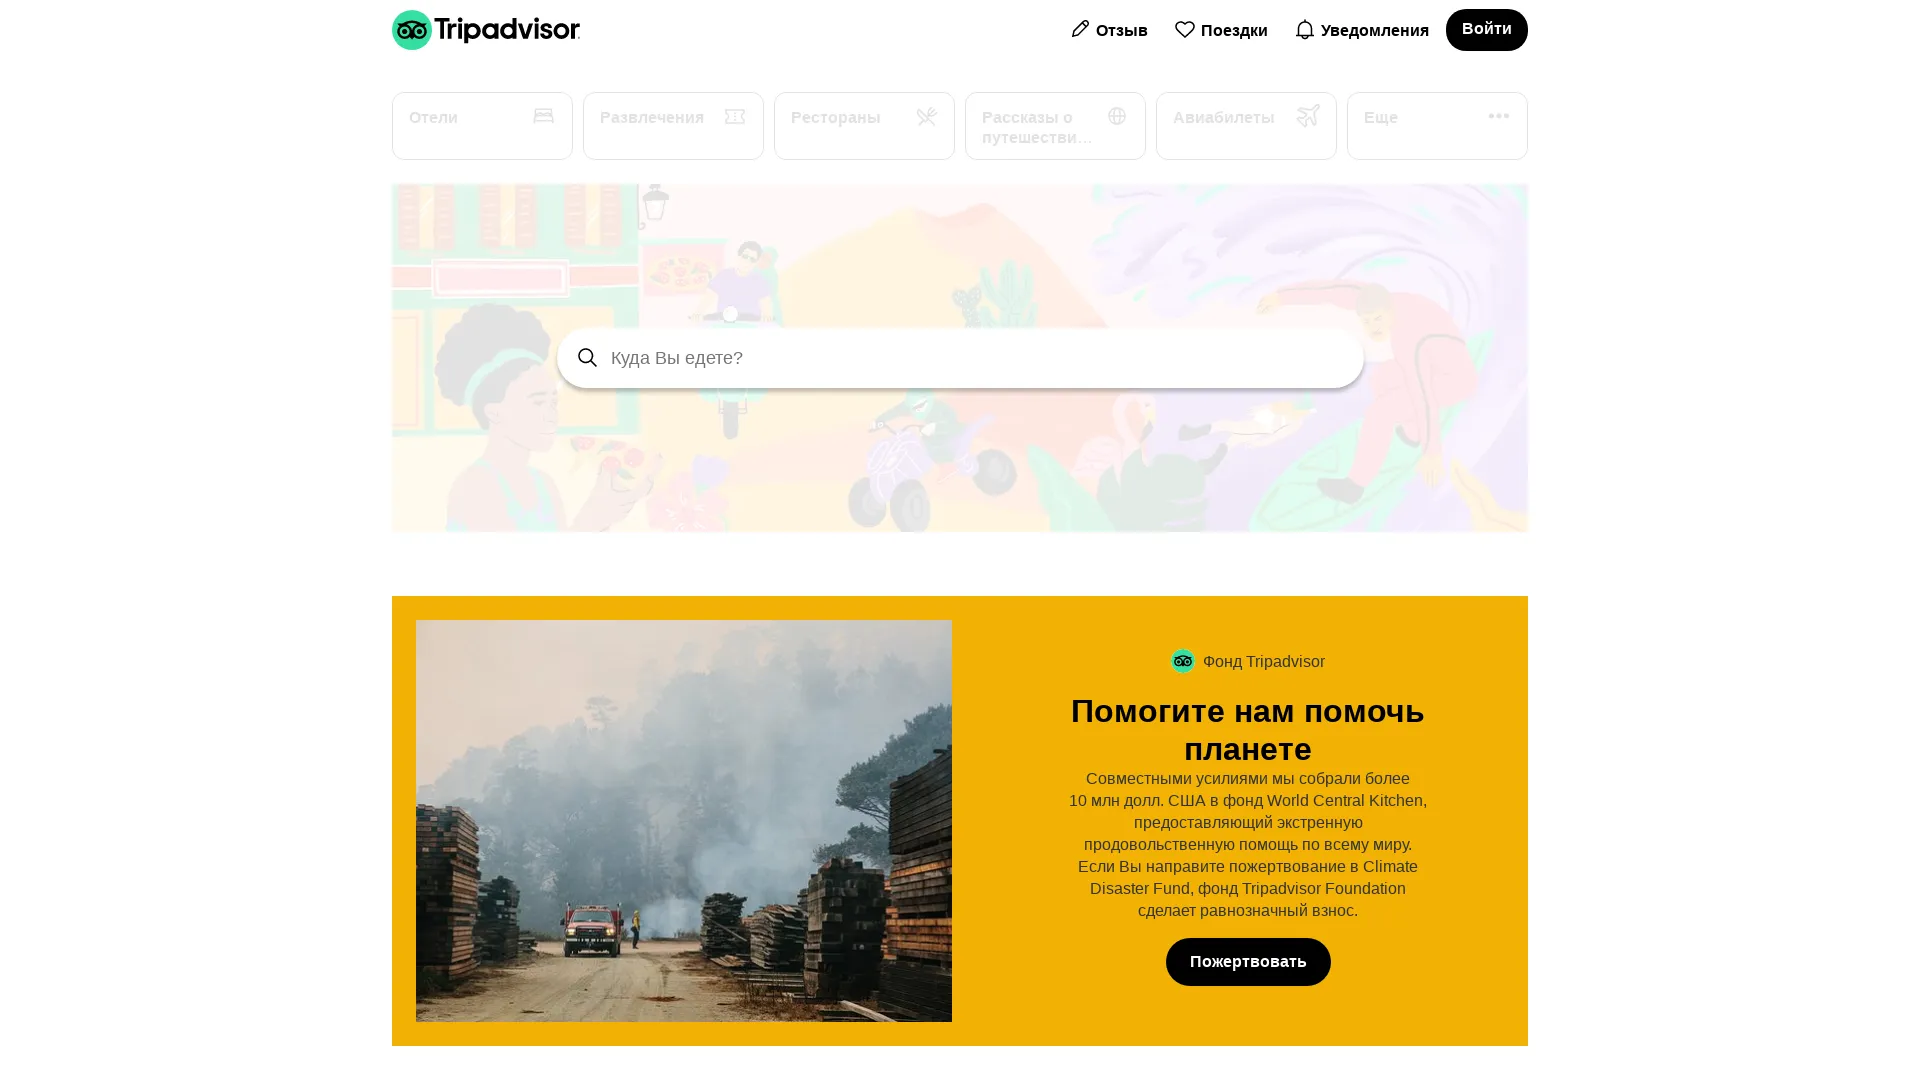 Tripadvisor
Отзыв
Поездки
Уведомления
Войти
Отели
Развлечения
Рестораны
Рассказы о
путешестви...
Авиабилеты
Еще
Куда Вы едете?
Фонд Tripadvisor
Помогите нам помочь
планете
Совместными усилиями мы собрали более
10 млн долл. США в фонд World Central Kitchen,
предоставляющий экстренную
продовольственную помощь по всему миру.
Если Вы направите пожертвование в Climate
Disaster Fund, фонд Tripadvisor Foundation
сделает равнозначный взнос.
Пожертвовать